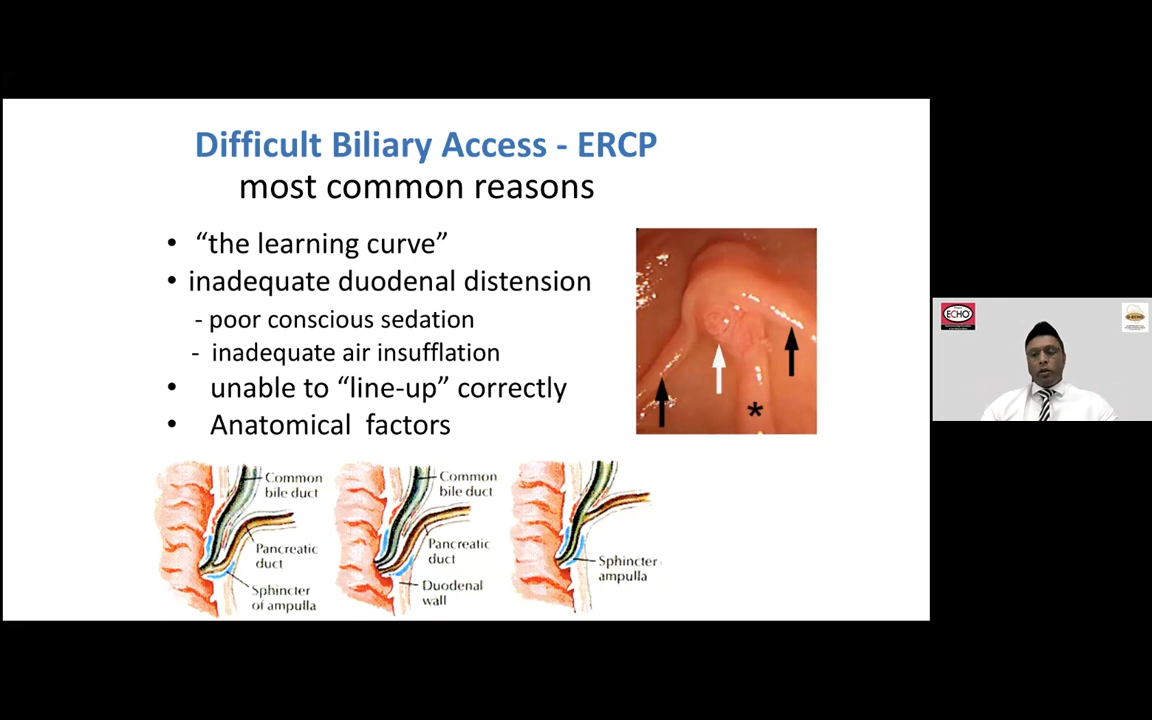 Difficult Biliary Access - ERCP
most common reasons
• “the learning curve”
• inadequate duodenal distension
- poor conscious sedation
- inadequate air insufflation
• unable to “line-up” correctly
• Anatomical factors
*
Common
bile duct
Pancreatic
duct
Sphincter
of ampulla
Common
bile duct
Pancreatic
duct
Duodenal
wall
Sphincter
ampulla
ECHO